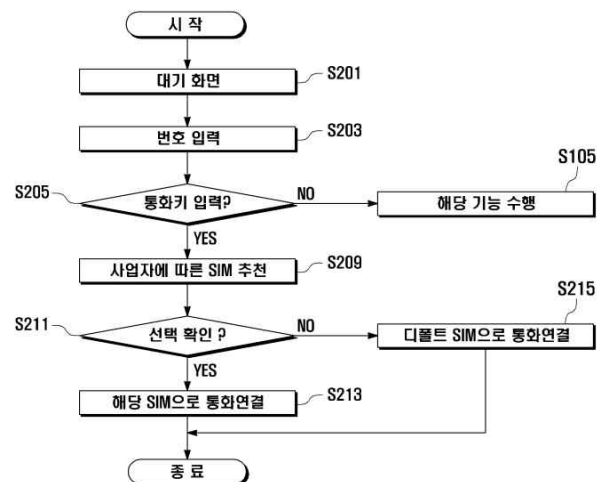 시 작
대기 화면
S201
번호 입력
S203
S205
통화키 입력?
NO
해당 기능 수행
S105
YES
사업자에 따른 SIM 추천
S209
S211
선택 확인 ?
NO
디폴트 SIM으로 통화연결
S215
YES
해당 SIM으로 통화연결
S213
종 료